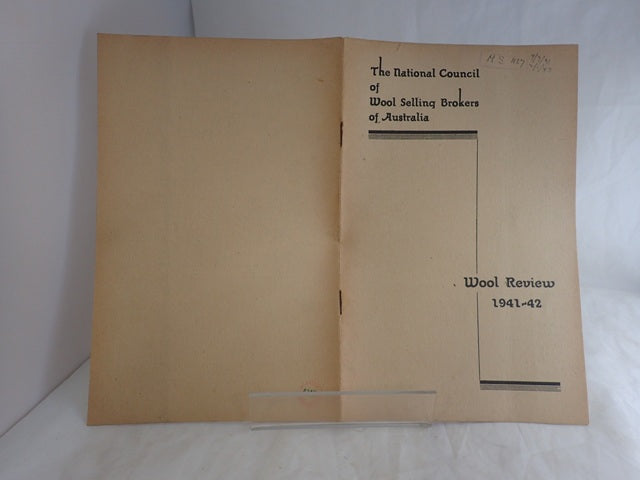 The National Council
of
Wool Selling Brokers
of Australia
Wool Review
1941-42